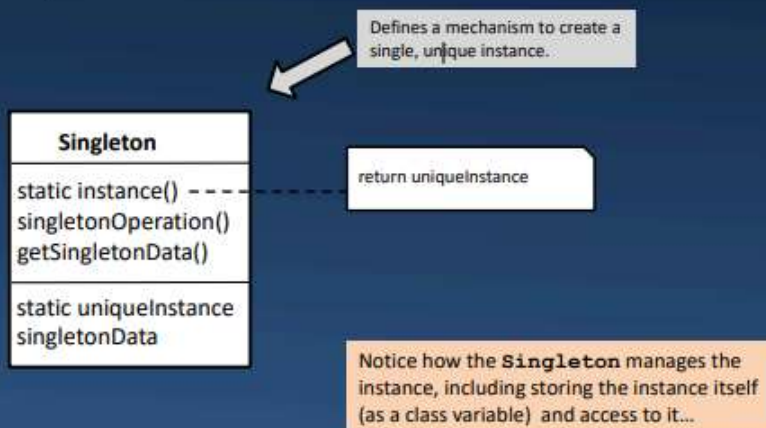 Defines a mechanism to create a
single, unique instance.
Singleton
static instance()
singletonOperation()
getSingletonData()
static uniqueInstance
singletonData
return uniqueInstance
Notice how the Singleton manages the
instance, including storing the instance itself
(as a class variable) and access to it...